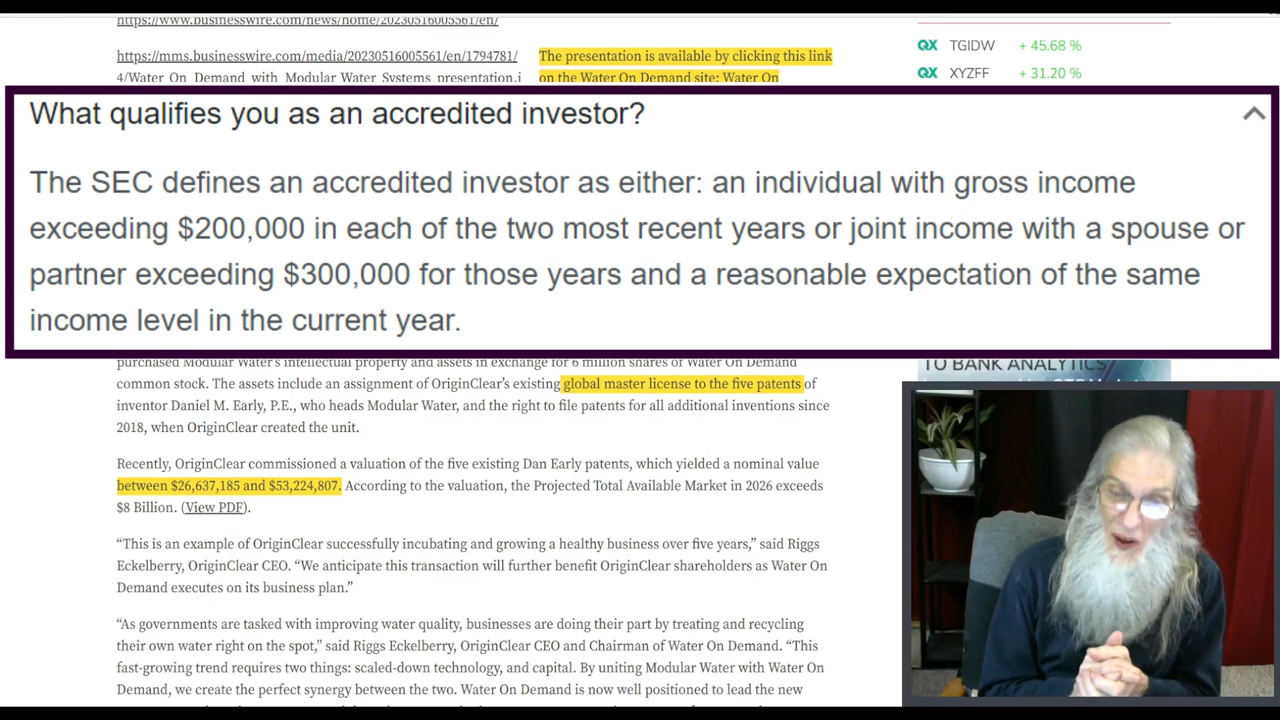 https://www.businesswire.com/news/home/20230516005561/en/
https://mms.businesswire.com/media/20230516005561/en/1794781/
4/Water_On_Demand_with_Modular_Water_Systems_presentation.j
The presentation is available by clicking this link
on the Water On Demand site: Water On
QX TGIDW + 45.68 %
QX XYZFF + 31.20 %
What qualifies you as an accredited investor?
The SEC defines an accredited investor as either: an individual with gross income
exceeding $200,000 in each of the two most recent years or joint income with a spouse or
partner exceeding $300,000 for those years and a reasonable expectation of the same
income level in the current year.
purchased Modular Water's intellectual property and assets in exchange for 6 million shares of Water On Demand
common stock. The assets include an assignment of OriginClear's existing global master license to the five patents of
inventor Daniel M. Early, P.E., who heads Modular Water, and the right to file patents for all additional inventions since
2018, when OriginClear created the unit.
Recently, OriginClear commissioned a valuation of the five existing Dan Early patents, which yielded a nominal value
between $26,637,185 and $53,224,807. According to the valuation, the Projected Total Available Market in 2026 exceeds
$8 Billion. (View PDF).
“This is an example of OriginClear successfully incubating and growing a healthy business over five years,” said Riggs
Eckelberry, OriginClear CEO. “We anticipate this transaction will further benefit OriginClear shareholders as Water On
Demand executes on its business plan.”
“As governments are tasked with improving water quality, businesses are doing their part by treating and recycling
their own water right on the spot,” said Riggs Eckelberry, OriginClear CEO and Chairman of Water On Demand. “This
fast-growing trend requires two things: scaled-down technology, and capital. By uniting Modular Water with Water On
Demand, we create the perfect synergy between the two. Water On Demand is now well positioned to lead the new
TO BANK ANALYTICS